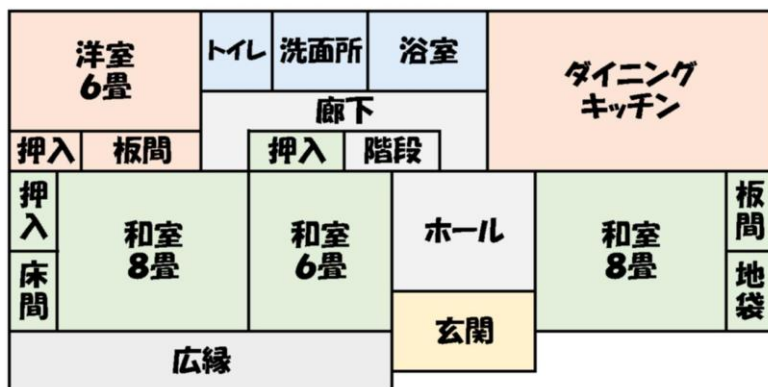 洋室
6畳
トイレ
洗面所
浴室
ダイニング
キッチン
廊下
押入
板間
押入
階段
押入
床間
和室
8畳
和室
6畳
ホール
玄関
和室
8畳
板間
地袋
広縁